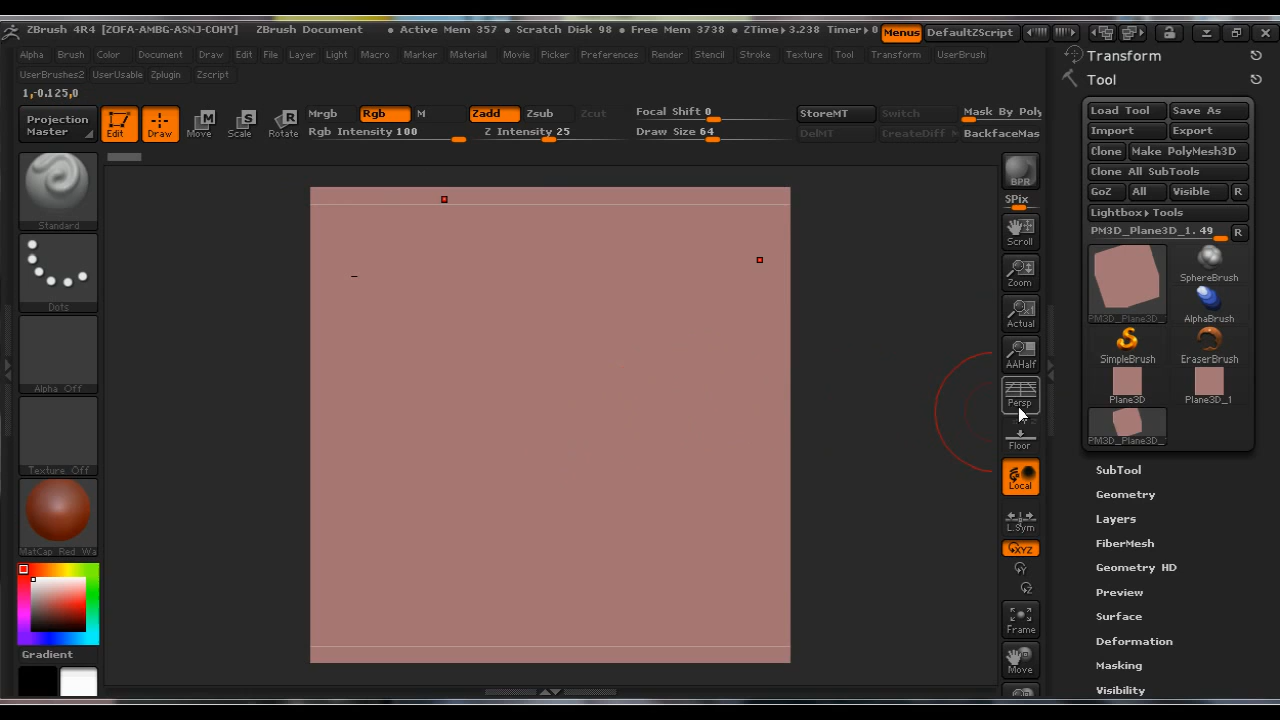 ZBrush 4R4 [ZOFA-AMBG-ASNJ-COHY] ZBrush Document • Active Mem 357 • Scratch Disk 98 • Free Mem 3738 • ZTime▸3.238 Timer▸0 Menus DefaultZScript
Alpha Brush Color Document Draw Edit File Layer Light Macro Marker Material Movie Picker Preferences Render Stencil Stroke Texture Tool Transform UserBrush
UserBrushes2 UserUsable Zplugin Zscript
1,-0.125,0
Projection Master
Edit Draw Move Scale Rotate
Mrgb Rgb M
Rgb Intensity 100
Zadd Zsub Zcut
Z Intensity 25
Focal Shift 0
Draw Size 64
StoreMT Switch Mask By Poly
DelMT CreateDiff BackfaceMas
Standard
Dots
Alpha Off
Texture Off
MatCap Red Wa
Gradient
BPR
SPix
Scroll
Zoom
Actual
AAHalf
Persp
Floor
Local
L.Sym
XYZ
Y
Z
Frame
Move
Transform
Tool
Load Tool Save As
Import Export
Clone Make PolyMesh3D
Clone All SubTools
GoZ All Visible R
Lightbox▸Tools
PM3D_Plane3D_1. 49 R
PM3D_Plane3D_ SphereBrush
AlphaBrush
SimpleBrush EraserBrush
Plane3D Plane3D_1
PM3D_Plane3D_
SubTool
Geometry
Layers
FiberMesh
Geometry HD
Preview
Surface
Deformation
Masking
Visibility